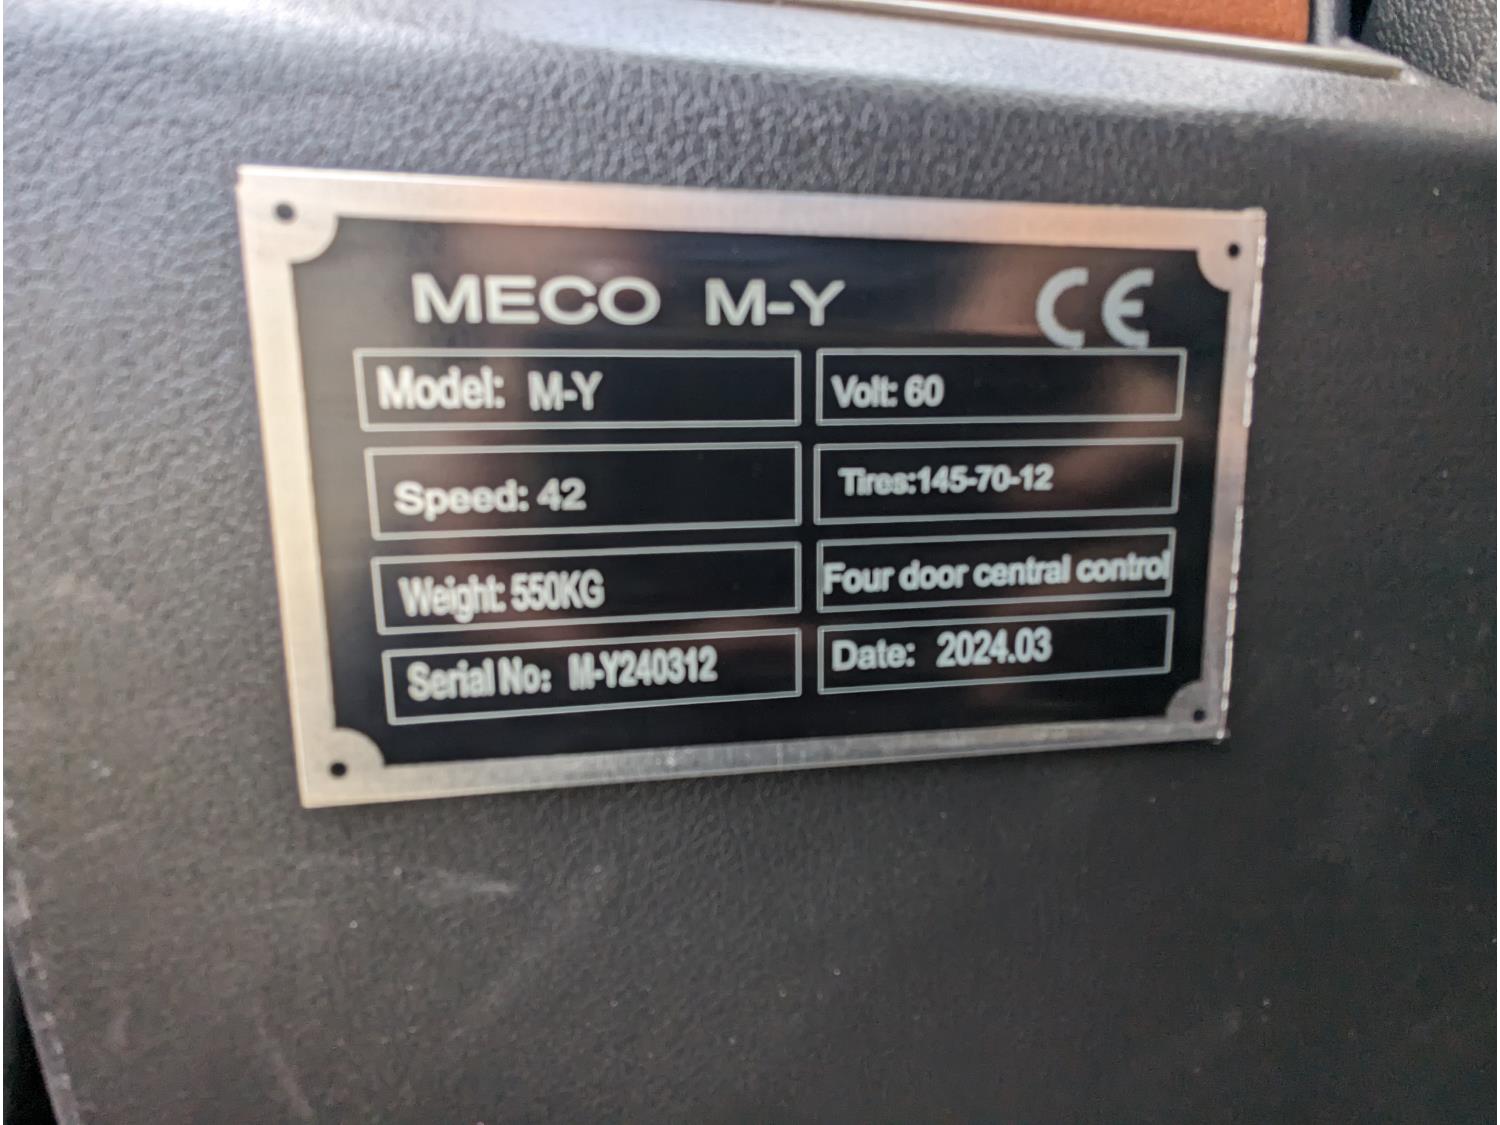 MECO M-Y CE
Model: M-Y
Volt: 60
Speed: 42
Tires:145-70-12
Weight: 550KG
Four door central control
Serial No: M-Y240312
Date: 2024.03